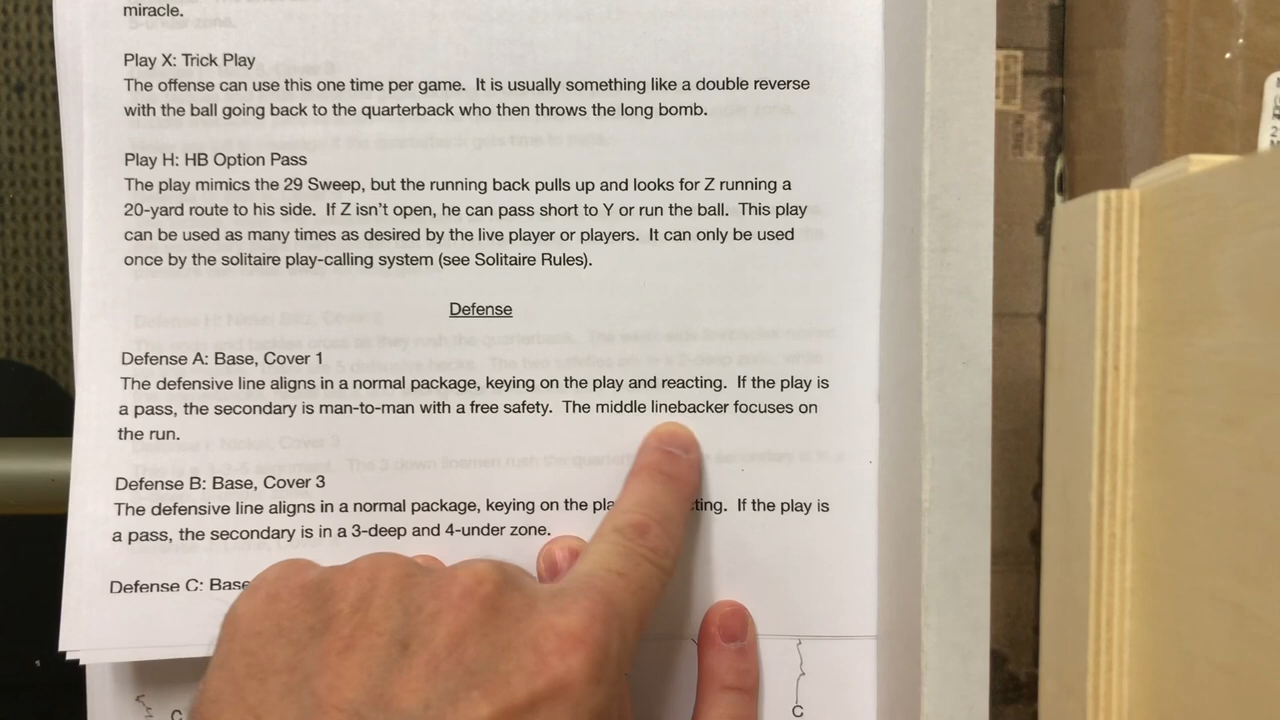 miracle.
Play X: Trick Play
The offense can use this one time per game.  It is usually something like a double reverse
with the ball going back to the quarterback who then throws the long bomb.
Play H: HB Option Pass
The play mimics the 29 Sweep, but the running back pulls up and looks for Z running a
20-yard route to his side.  If Z isn't open, he can pass short to Y or run the ball.  This play
can be used as many times as desired by the live player or players.  It can only be used
once by the solitaire play-calling system (see Solitaire Rules).
Defense
Defense A: Base, Cover 1
The defensive line aligns in a normal package, keying on the play and reacting.  If the play is
a pass, the secondary is man-to-man with a free safety.  The middle linebacker focuses on
the run.
Defense B: Base, Cover 3
The defensive line aligns in a normal package, keying on the pla ting.  If the play is
a pass, the secondary is in a 3-deep and 4-under zone.
Defense C: Base
C
C